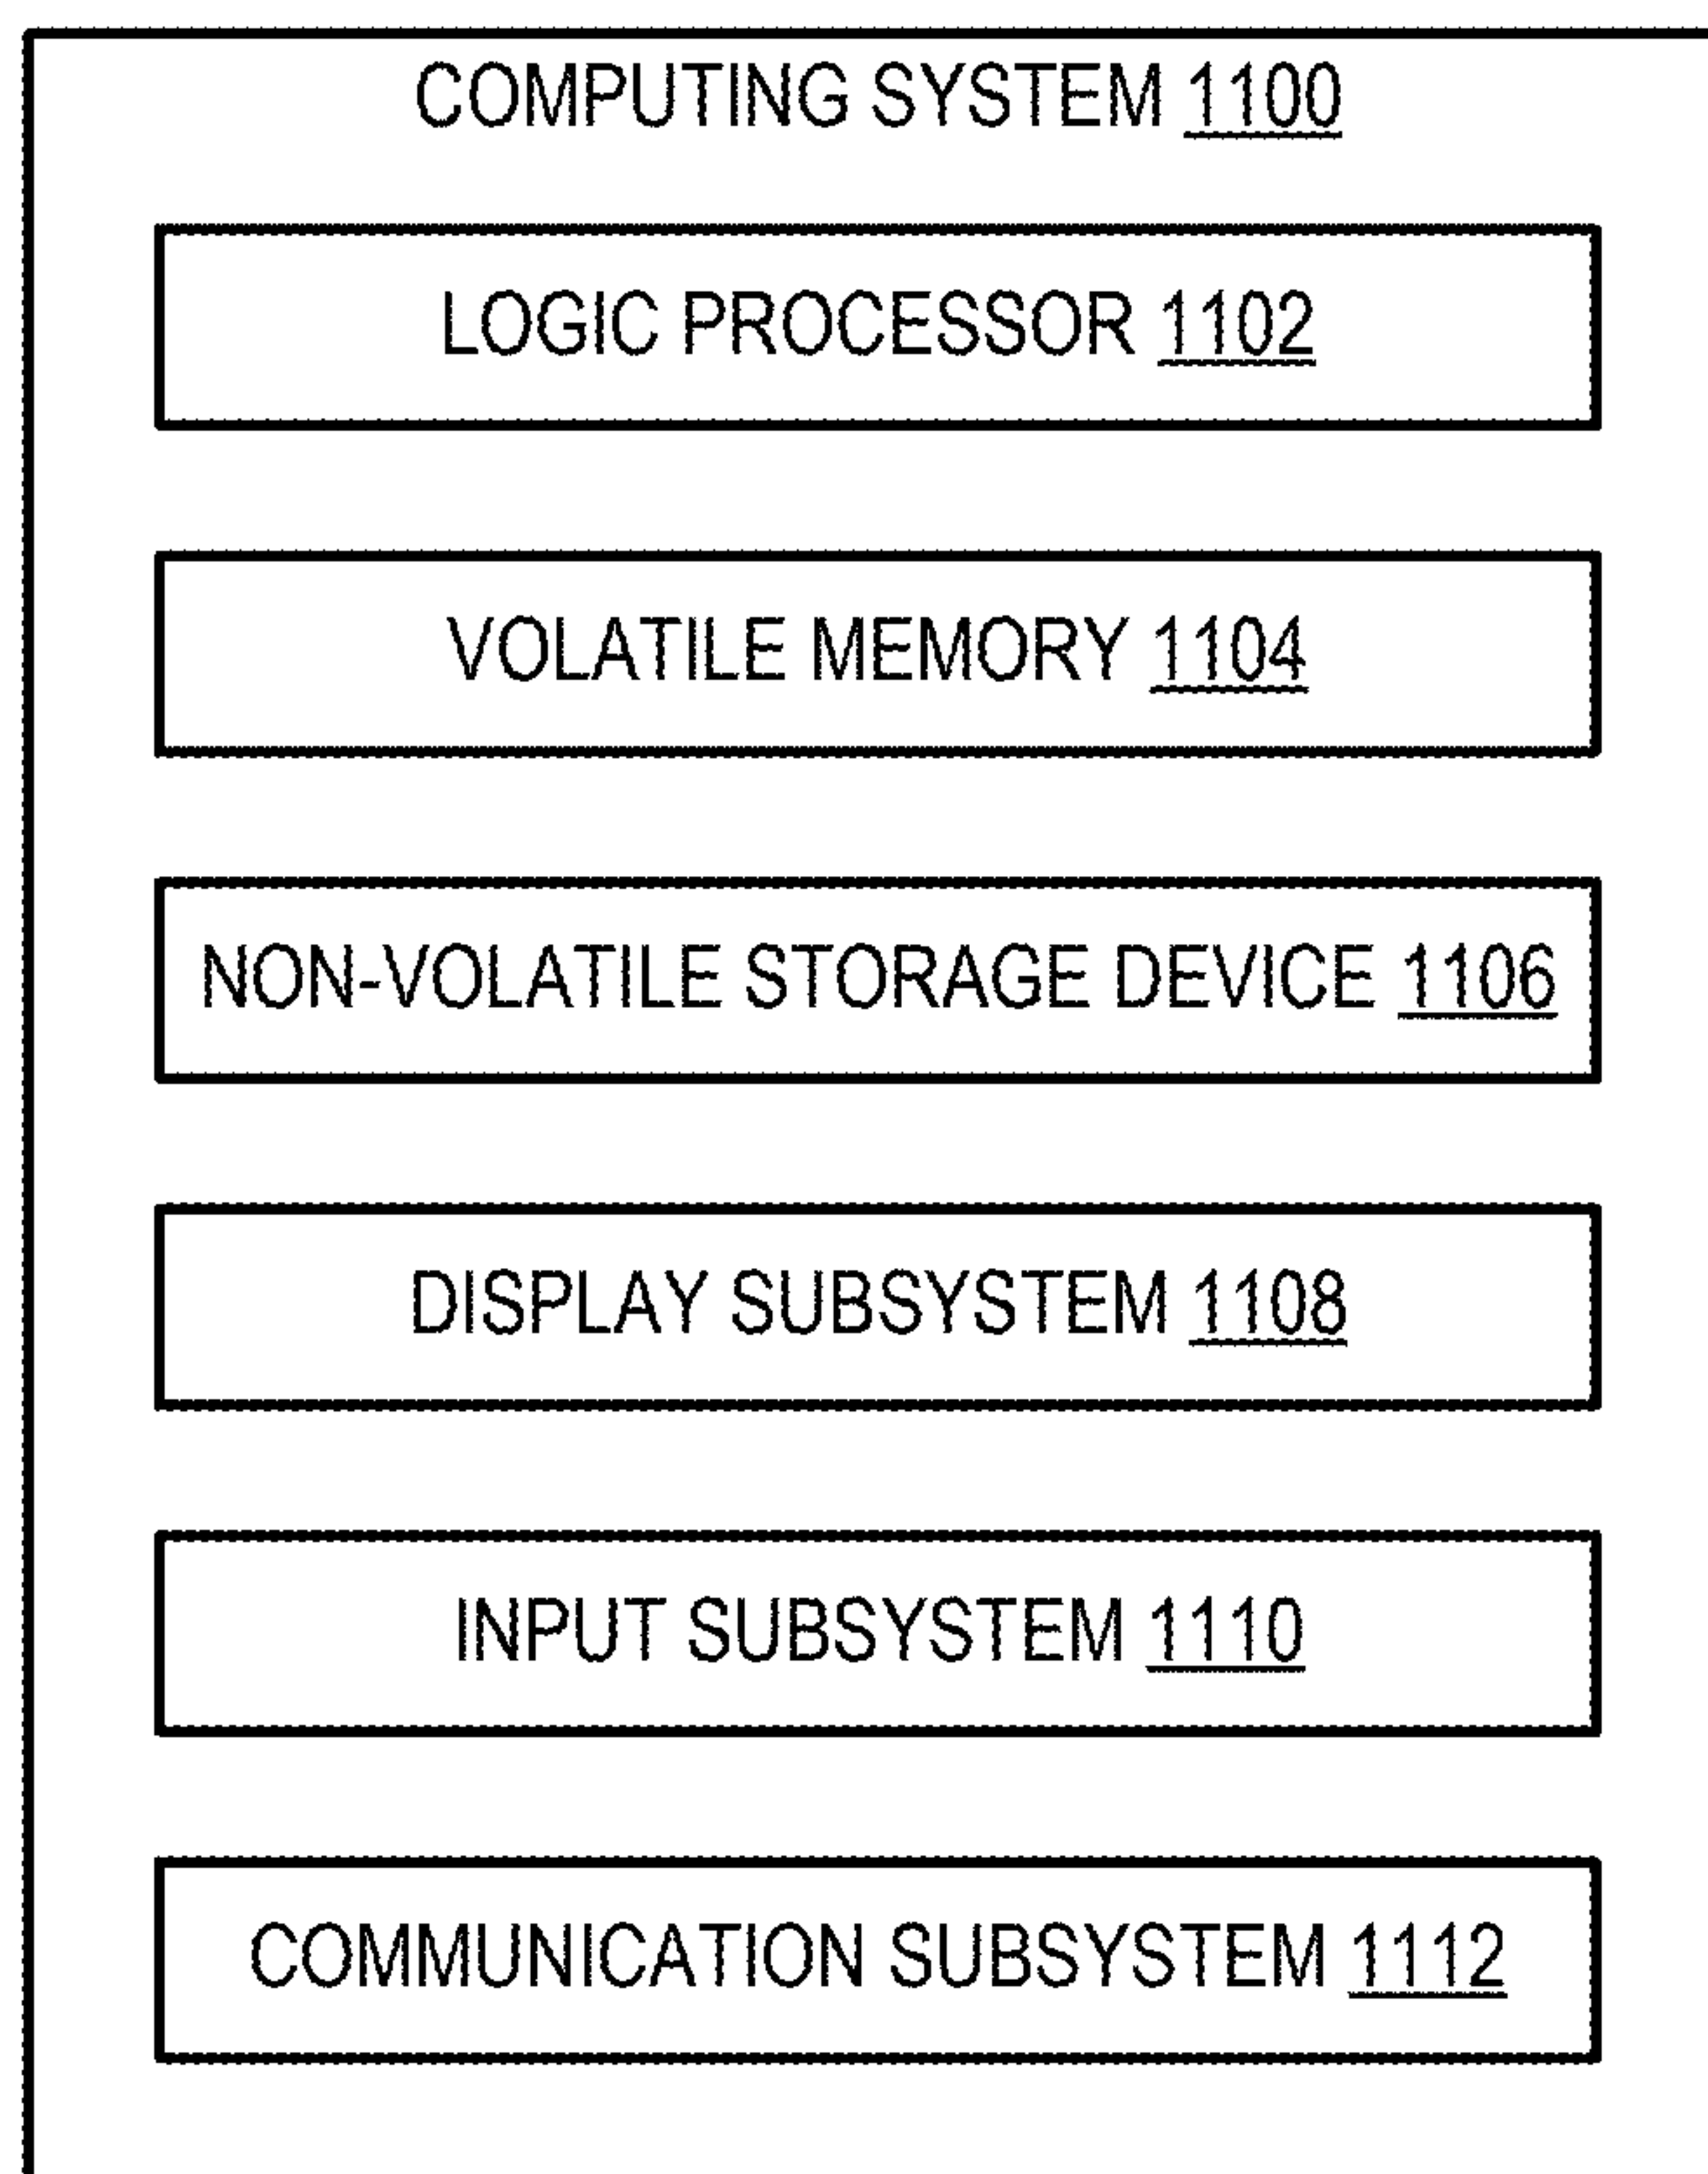 COMPUTING SYSTEM 1100
LOGIC PROCESSOR 1102
VOLATILE MEMORY 1104
NON-VOLATILE STORAGE DEVICE 1106
DISPLAY SUBSYSTEM 1108
INPUT SUBSYSTEM 1110
COMMUNICATION SUBSYSTEM 1112